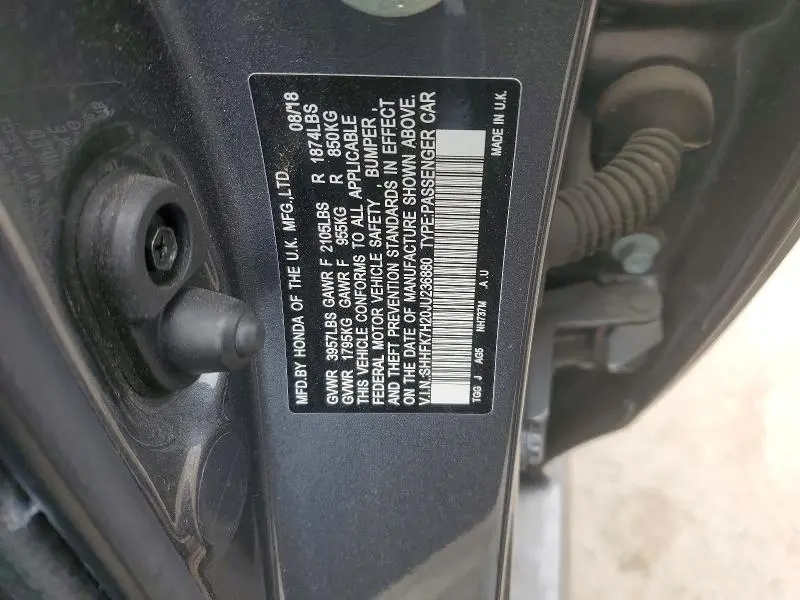 MFD.BY HONDA OF THE U.K. MFG.,LTD. 08/18
GVWR 3957LBS GAWR F 2105LBS R 1874LBS
GVWR 1795KG GAWR F 955KG R 850KG
THIS VEHICLE CONFORMS TO ALL APPLICABLE
FEDERAL MOTOR VEHICLE SAFETY , BUMPER ,
AND THEFT PREVENTION STANDARDS IN EFFECT
ON THE DATE OF MANUFACTURE SHOWN ABOVE.
V.I.N.:SHHFK7H20JU236880 TYPE:PASSENGER CAR
TGG J AG5 NH737M A.U MADE IN U.K.